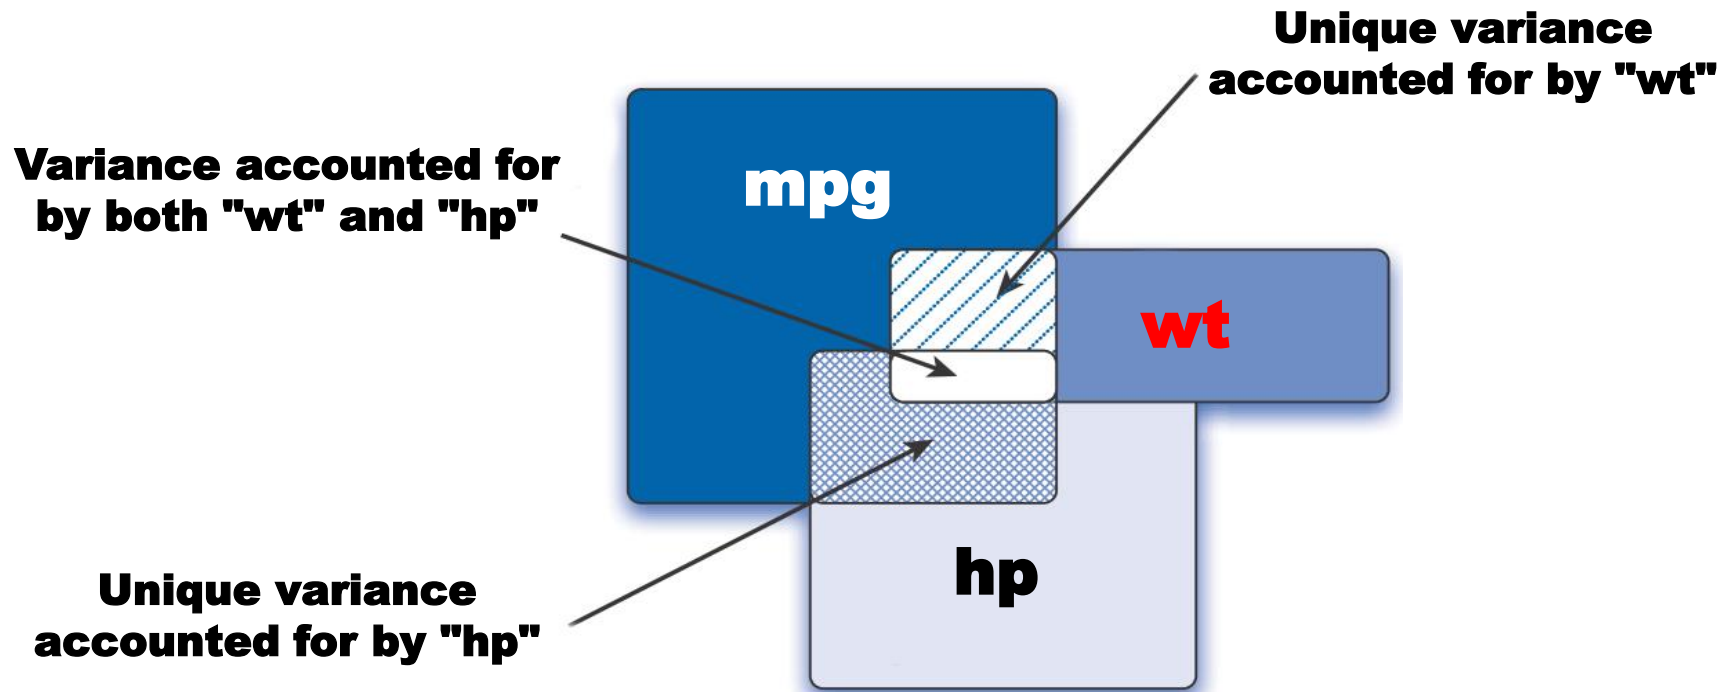 Unique variance
accounted for by "wt"
Variance accounted for
by both "wt" and "hp"
mpg
wt
hp
Unique variance
accounted for by "hp"